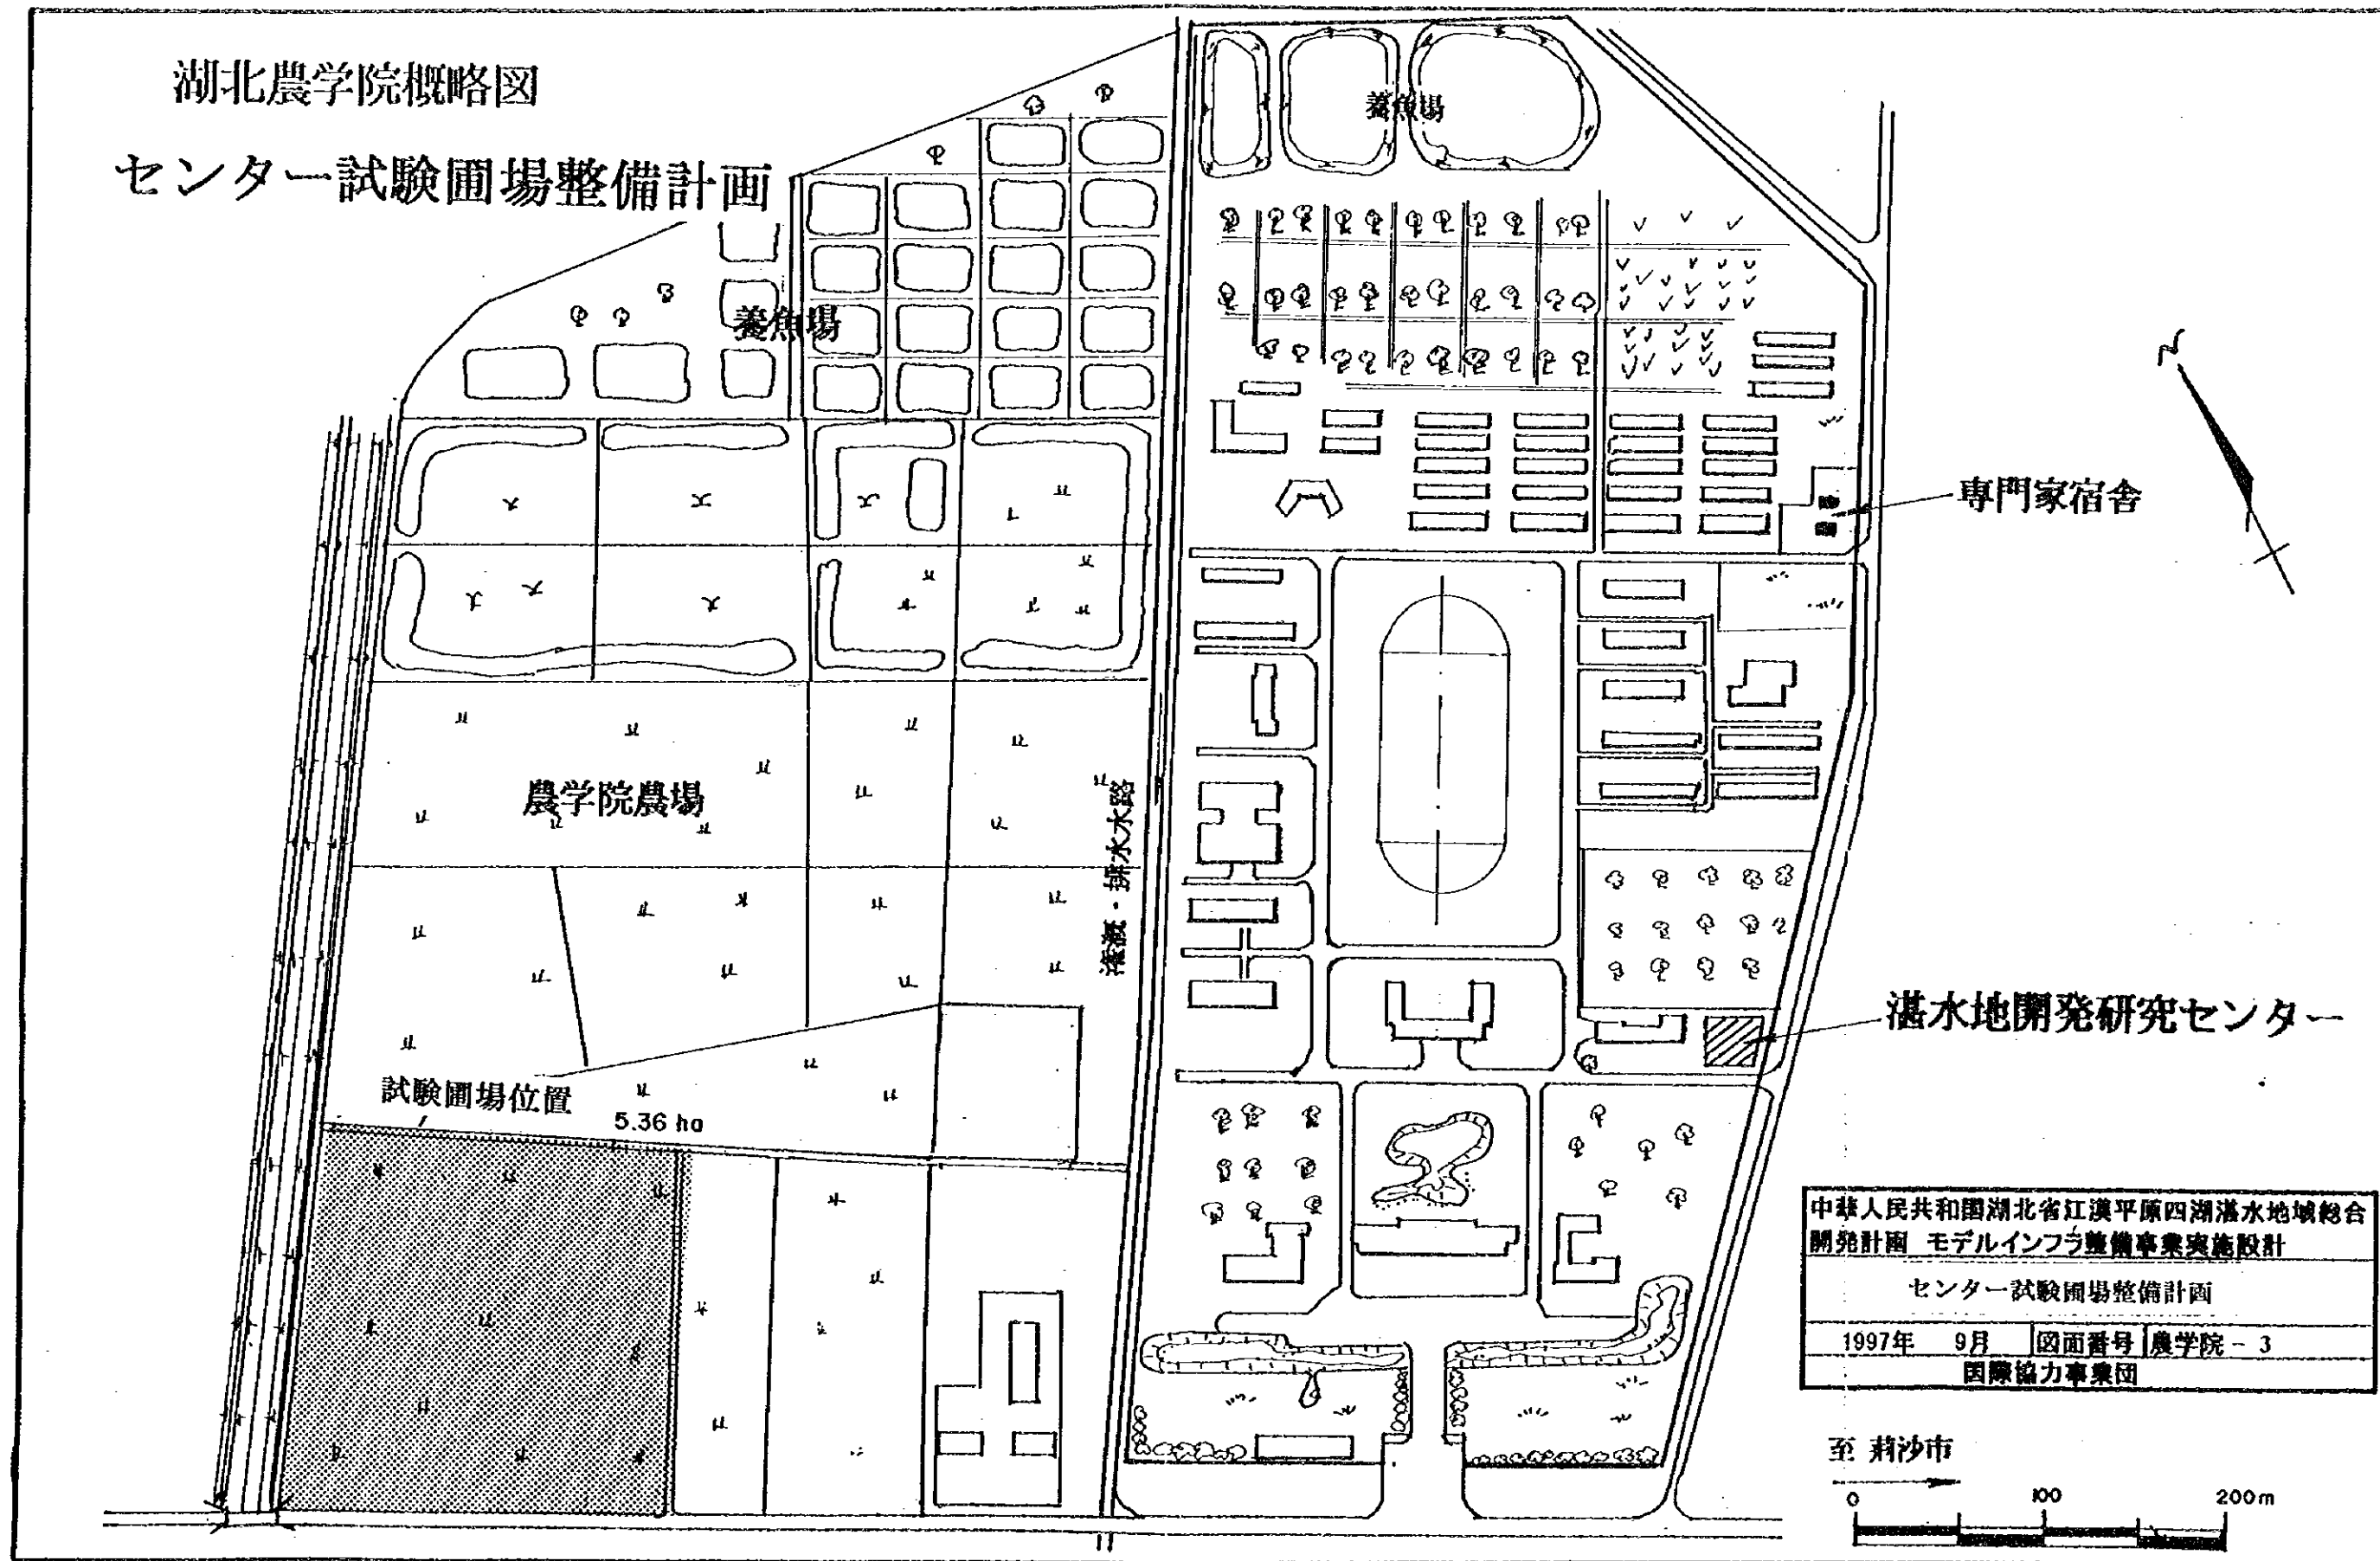 湖北農学院概略図
センター試験圃場整備計画
養魚場
養魚場
専門家宿舎
農学院農場
灌漑・排水水路
湛水地開発研究センター
試験圃場位置
5.36 ha
中華人民共和国湖北省江漢平原四湖湛水地域総合
開発計画 モデルインフラ整備事業実施設計
センター試験圃場整備計画
1997年 9月 図面番号 農学院-3
国際協力事業団
至 荊沙市
0 100 200m